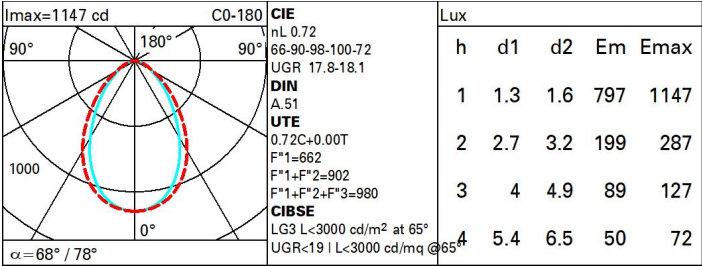 Imax=1147 cd C0-180
90° 180° 90°
1000
0°
α=68° / 78°
CIE
nL 0.72
66-90-98-100-72
UGR 17.8-18.1
DIN
A.51
UTE
0.72C+0.00T
F"1=662
F"1+F"2=902
F"1+F"2+F"3=980
CIBSE
LG3 L<3000 cd/m² at 65°
UGR<19 | L<3000 cd/mq @65°
Lux
h d1 d2 Em Emax
1 1.3 1.6 797 1147
2 2.7 3.2 199 287
3 4 4.9 89 127
4 5.4 6.5 50 72